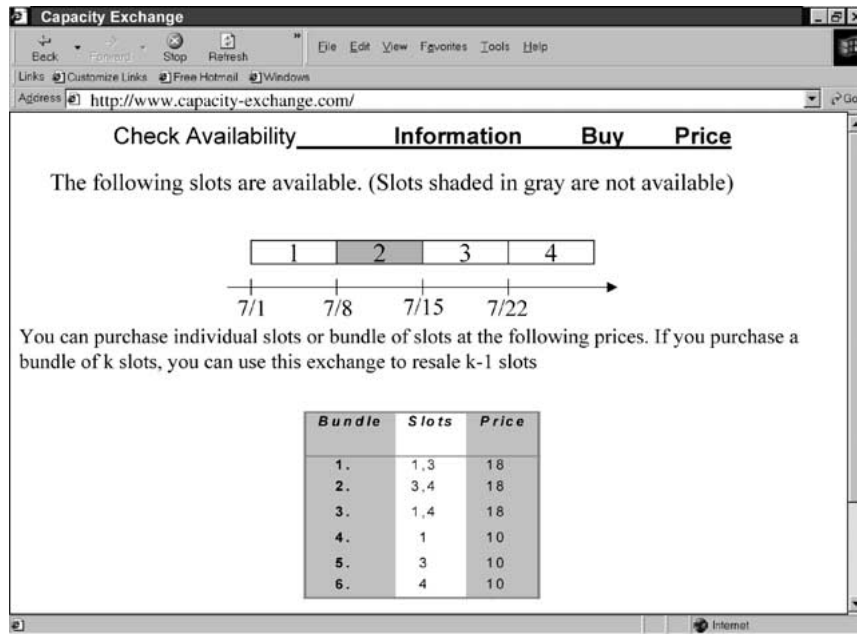 Capacity Exchange
Back Forward Stop Refresh " File Edit View Favorites Tools Help
Links Customize Links Free Hotmail Windows
Address http://www.capacity-exchange.com/ Go
Check Availability Information Buy Price
The following slots are available. (Slots shaded in gray are not available)
1 2 3 4
7/1 7/8 7/15 7/22
You can purchase individual slots or bundle of slots at the following prices. If you purchase a
bundle of k slots, you can use this exchange to resale k-1 slots
Bundle Slots Price
1. 1,3 18
2. 3,4 18
3. 1,4 18
4. 1 10
5. 3 10
6. 4 10
Internet